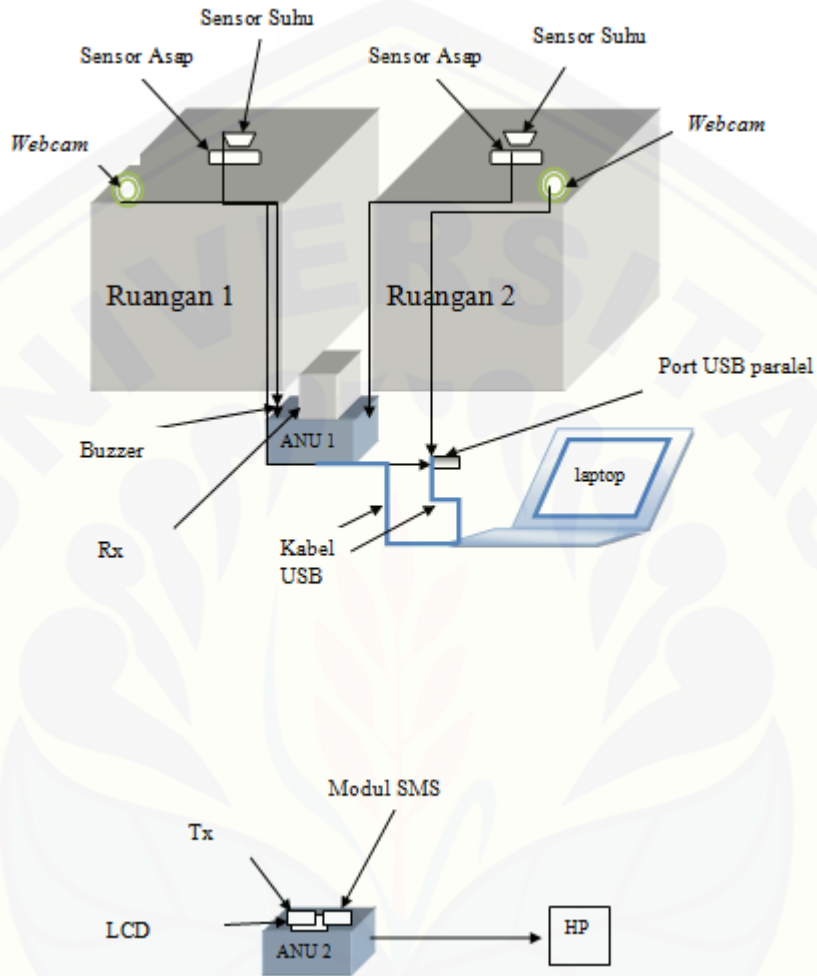 Sensor Suhu
Sensor Asap
Sensor Suhu
Sensor Asap
Webcam
Webcam
UNIVERSITAS
Ruangan 1
Ruangan 2
Port USB paralel
Buzzer
ANU 1
laptop
Rx
Kabel
USB
Modul SMS
Tx
LCD
ANU 2
HP